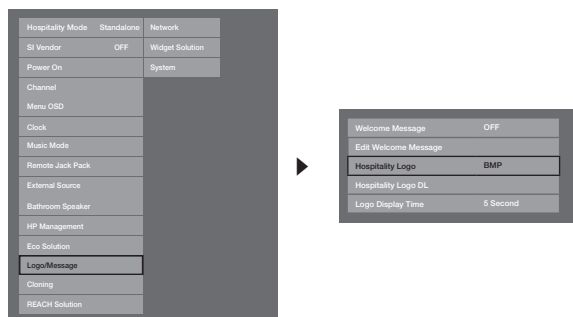 Hospitality Mode Standalone Network
SI Vendor OFF Widget Solution
Power On System
Channel
Menu OSD
Clock
Music Mode
Remote Jack Pack
External Source
Bathroom Speaker
HP Management
Eco Solution
Logo/Message
Cloning
REACH Solution
Welcome Message OFF
Edit Welcome Message
Hospitality Logo BMP
Hospitality Logo DL
Logo Display Time 5 Second